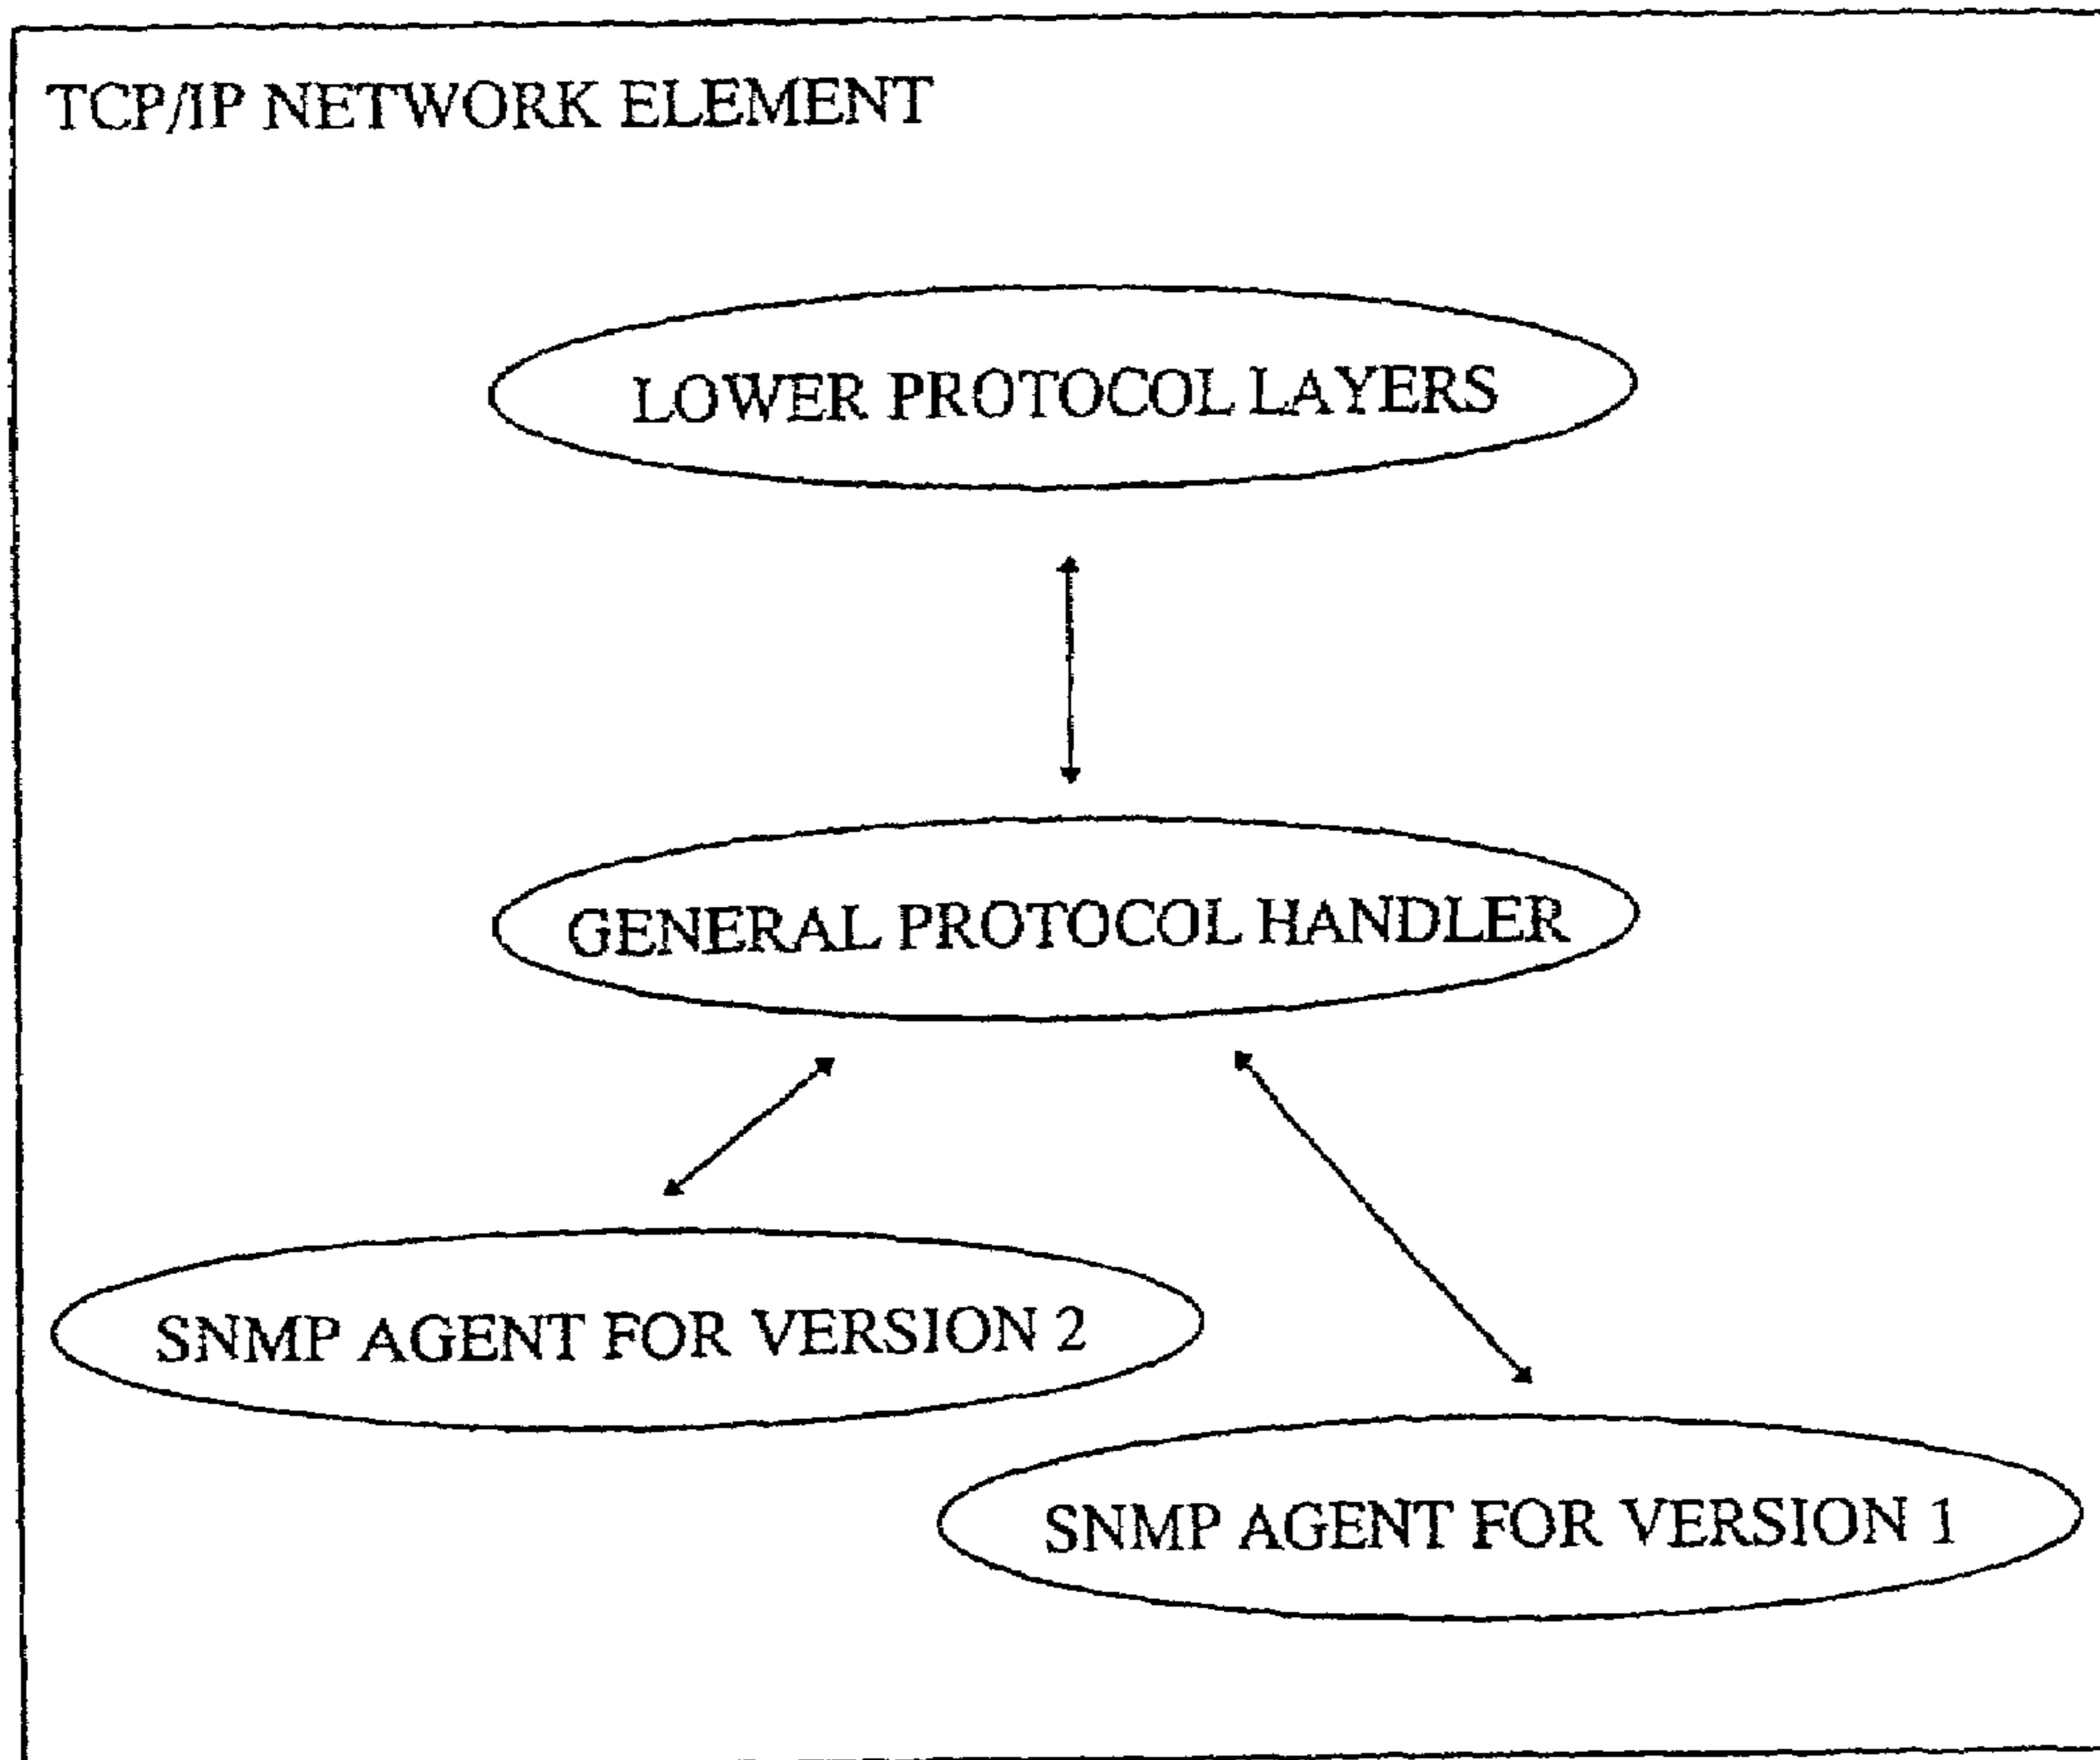 TCP/IP NETWORK ELEMENT
LOWER PROTOCOL LAYERS
GENERAL PROTOCOL HANDLER
SNMP AGENT FOR VERSION 2
SNMP AGENT FOR VERSION 1